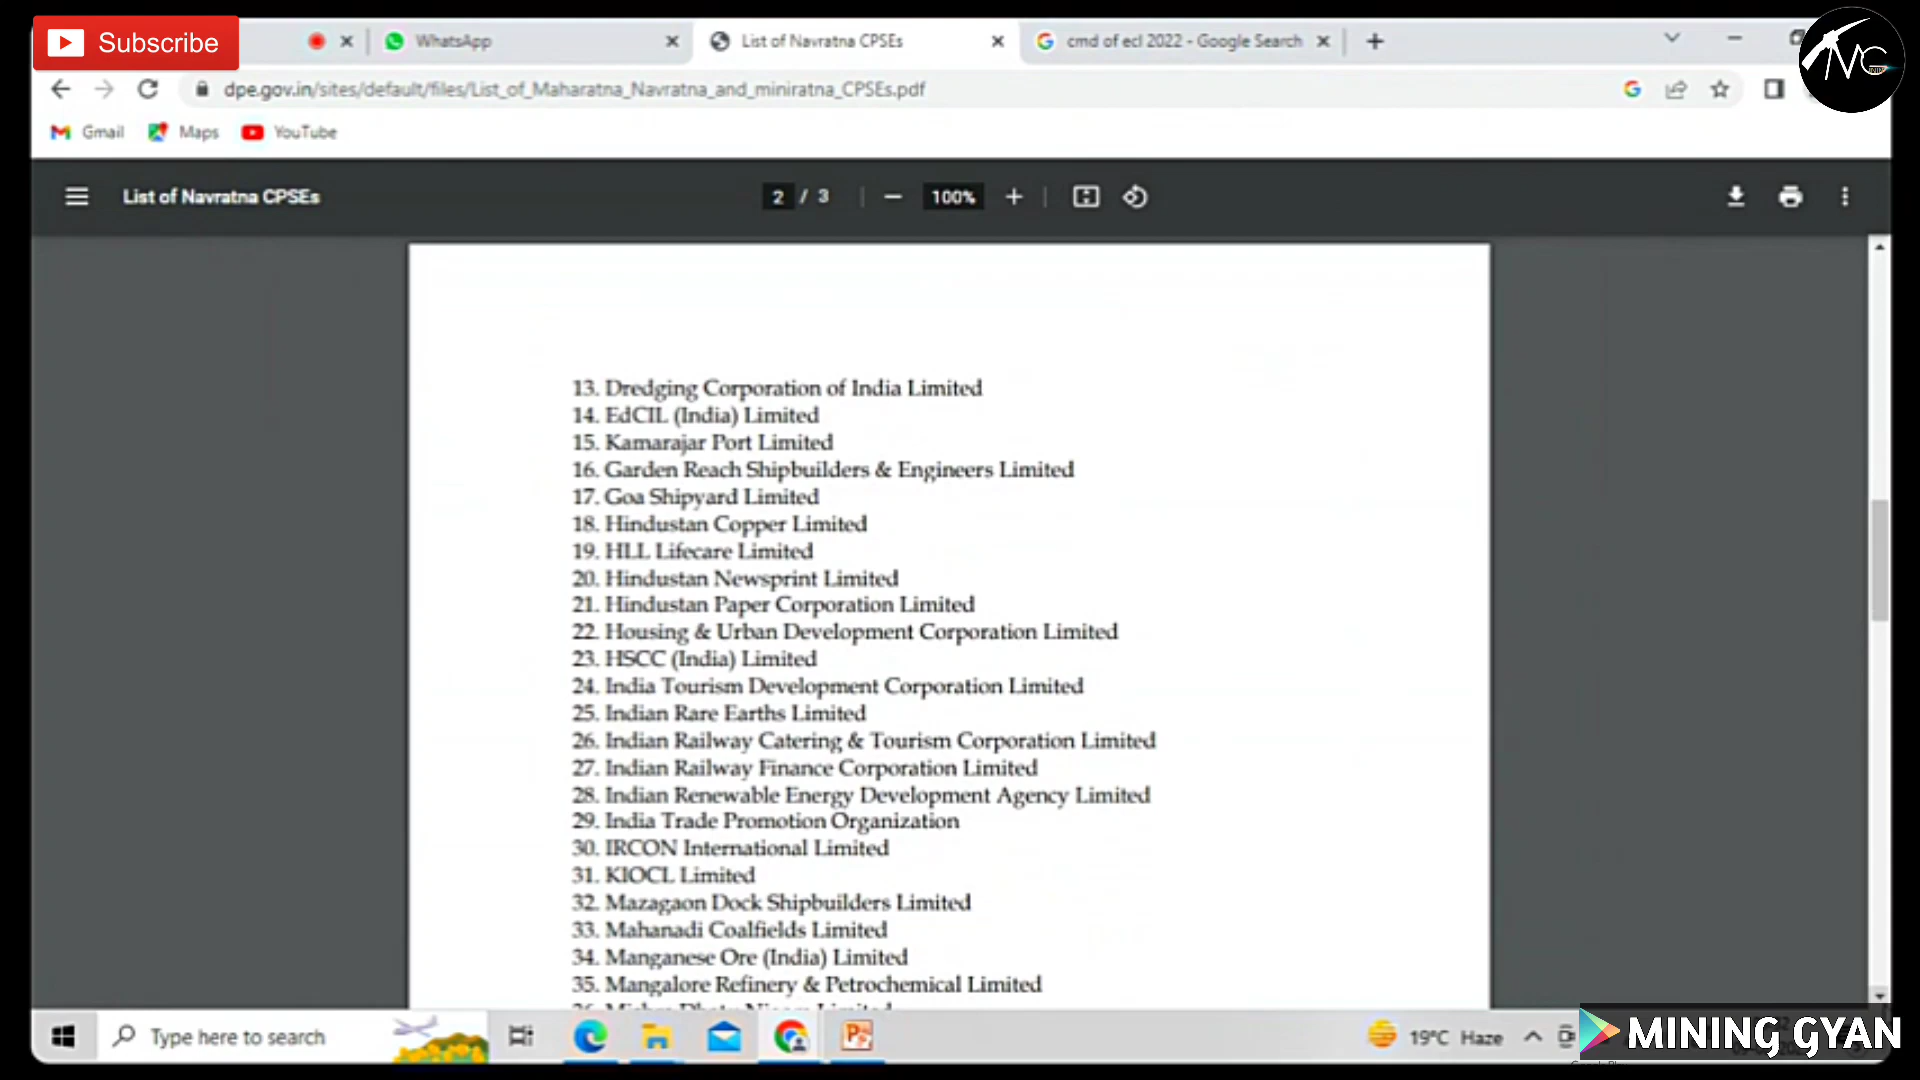 Subscribe
WhatsApp
List of Navratna CPSEs
cmd of ecl 2022 - Google Search
dpe.gov.in/sites/default/files/List_of_Maharatna_Navratna_and_miniratna_CPSEs.pdf
Gmail
Maps
YouTube
List of Navratna CPSEs
2 / 3
100%
13. Dredging Corporation of India Limited
14. EdCIL (India) Limited
15. Kamarajar Port Limited
16. Garden Reach Shipbuilders & Engineers Limited
17. Goa Shipyard Limited
18. Hindustan Copper Limited
19. HLL Lifecare Limited
20. Hindustan Newsprint Limited
21. Hindustan Paper Corporation Limited
22. Housing & Urban Development Corporation Limited
23. HSCC (India) Limited
24. India Tourism Development Corporation Limited
25. Indian Rare Earths Limited
26. Indian Railway Catering & Tourism Corporation Limited
27. Indian Railway Finance Corporation Limited
28. Indian Renewable Energy Development Agency Limited
29. India Trade Promotion Organization
30. IRCON International Limited
31. KIOCL Limited
32. Mazagaon Dock Shipbuilders Limited
33. Mahanadi Coalfields Limited
34. Manganese Ore (India) Limited
35. Mangalore Refinery & Petrochemical Limited
Type here to search
19°C Haze
MINING GYAN